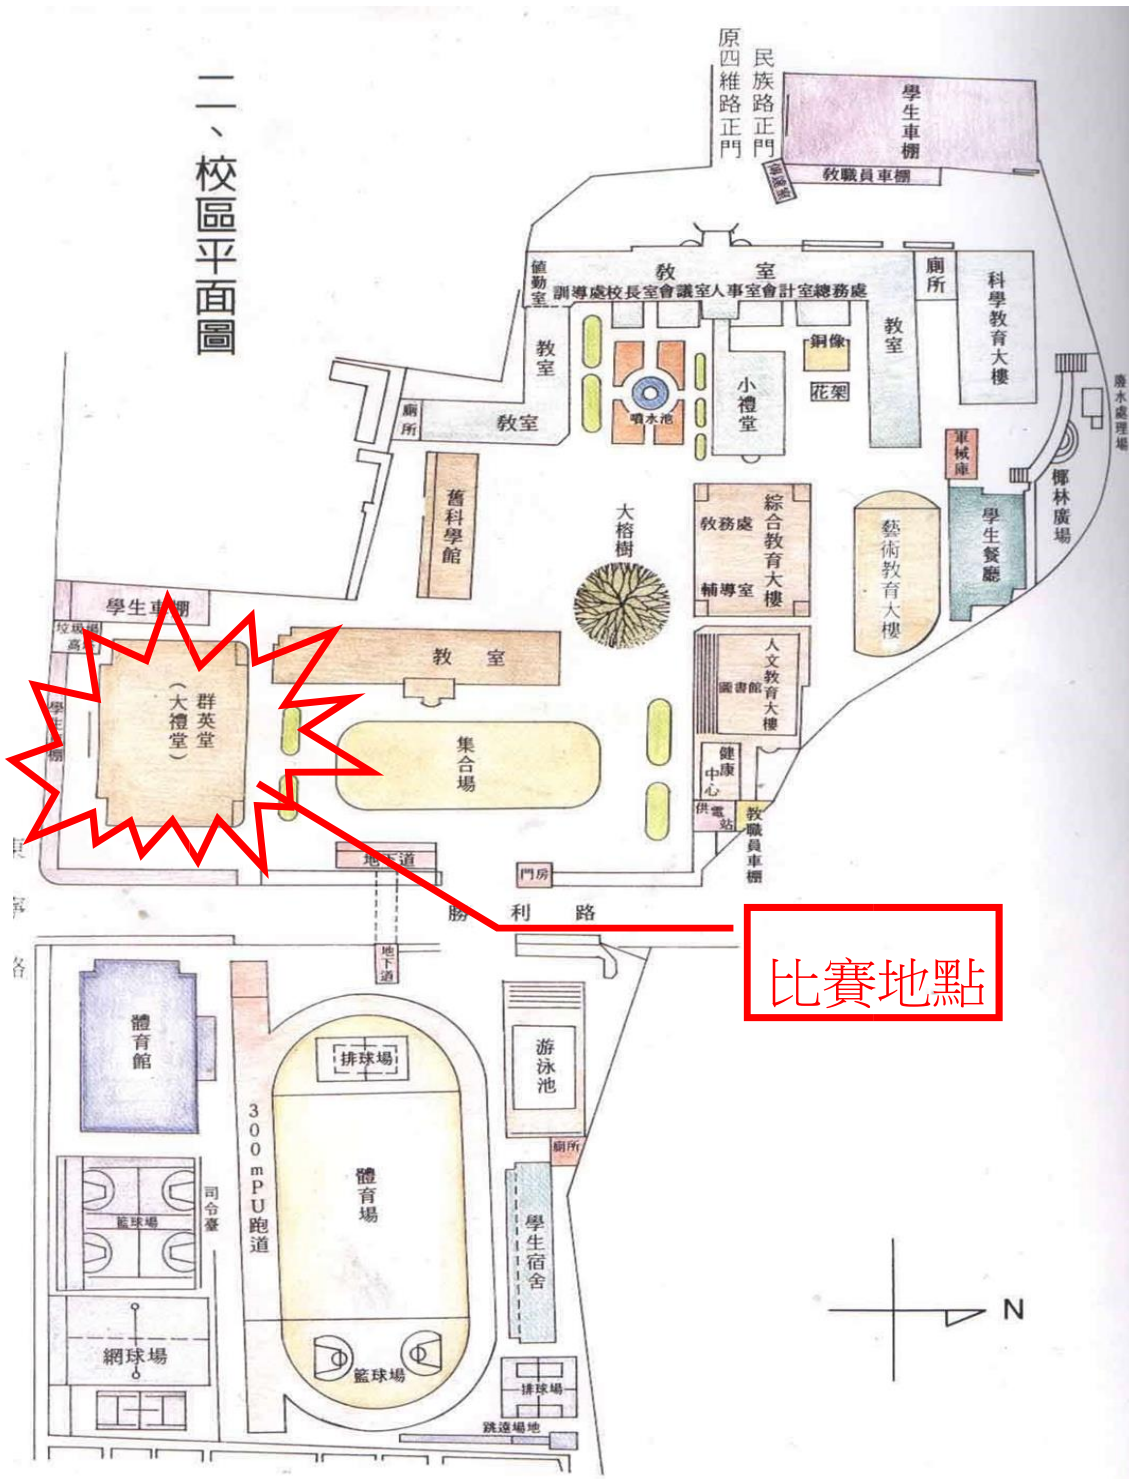 二、校區平面圖
原四維路正門
民族路正門
學生車棚
教職員車棚
值勤室
教室
訓導處校長室會議室人事室會計室總務處
廁所
科學教育大樓
教室
教室
銅像
花架
小禮堂
噴水池
廁所
教室
廢水處理場
軍械庫
椰林廣場
舊科學館
大榕樹
綜合教育大樓
教務處
輔導室
藝術教育大樓
學生餐廳
學生車棚
垃圾場
教室
人文教育大樓
圖書館
學生車棚
群英堂
(大禮堂)
集合場
健康中心
供電站
教職員車棚
地下道
門房
東寧路
勝利路
比賽地點
地下道
體育館
排球場
游泳池
廁所
300mPU跑道
體育場
司令臺
籃球場
學生宿舍
N
網球場
籃球場
排球場
跳遠場地